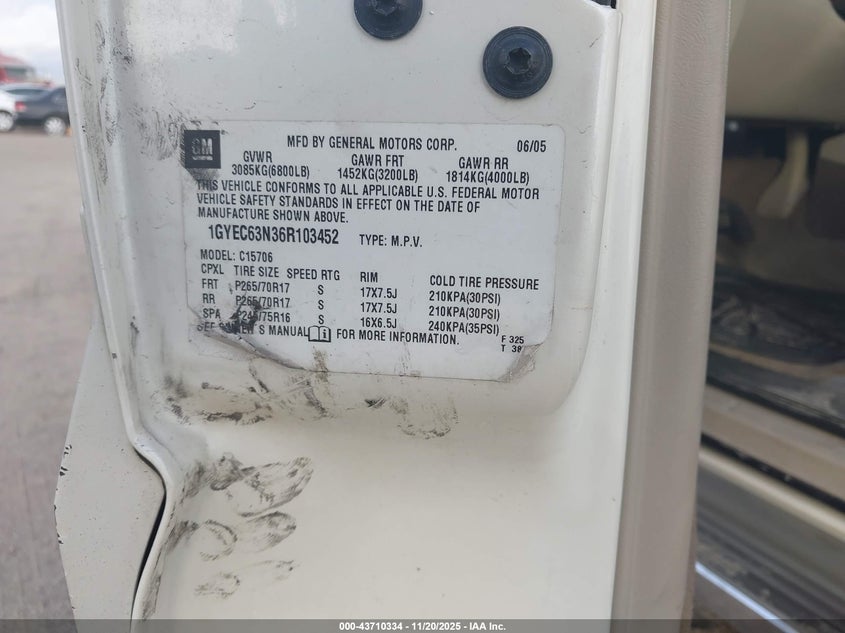 GM
MFD BY GENERAL MOTORS CORP. 06/05
GVWR GAWR FRT GAWR RR
3085KG(6800LB) 1452KG(3200LB) 1814KG(4000LB)
THIS VEHICLE CONFORMS TO ALL APPLICABLE U.S. FEDERAL MOTOR
VEHICLE SAFETY STANDARDS IN EFFECT ON THE DATE OF
MANUFACTURE SHOWN ABOVE.
1GYEC63N36R103452 TYPE: M.P.V.
MODEL: C15706
CPXL TIRE SIZE SPEED RTG RIM COLD TIRE PRESSURE
FRT P265/70R17 S 17X7.5J 210KPA(30PSI)
RR P265/70R17 S 17X7.5J 210KPA(30PSI)
SPA P245/75R16 S 16X6.5J 240KPA(35PSI)
SEE OWNER'S MANUAL FOR MORE INFORMATION.
F 325
T 38
000-43710334 - 11/20/2025 - IAA Inc.